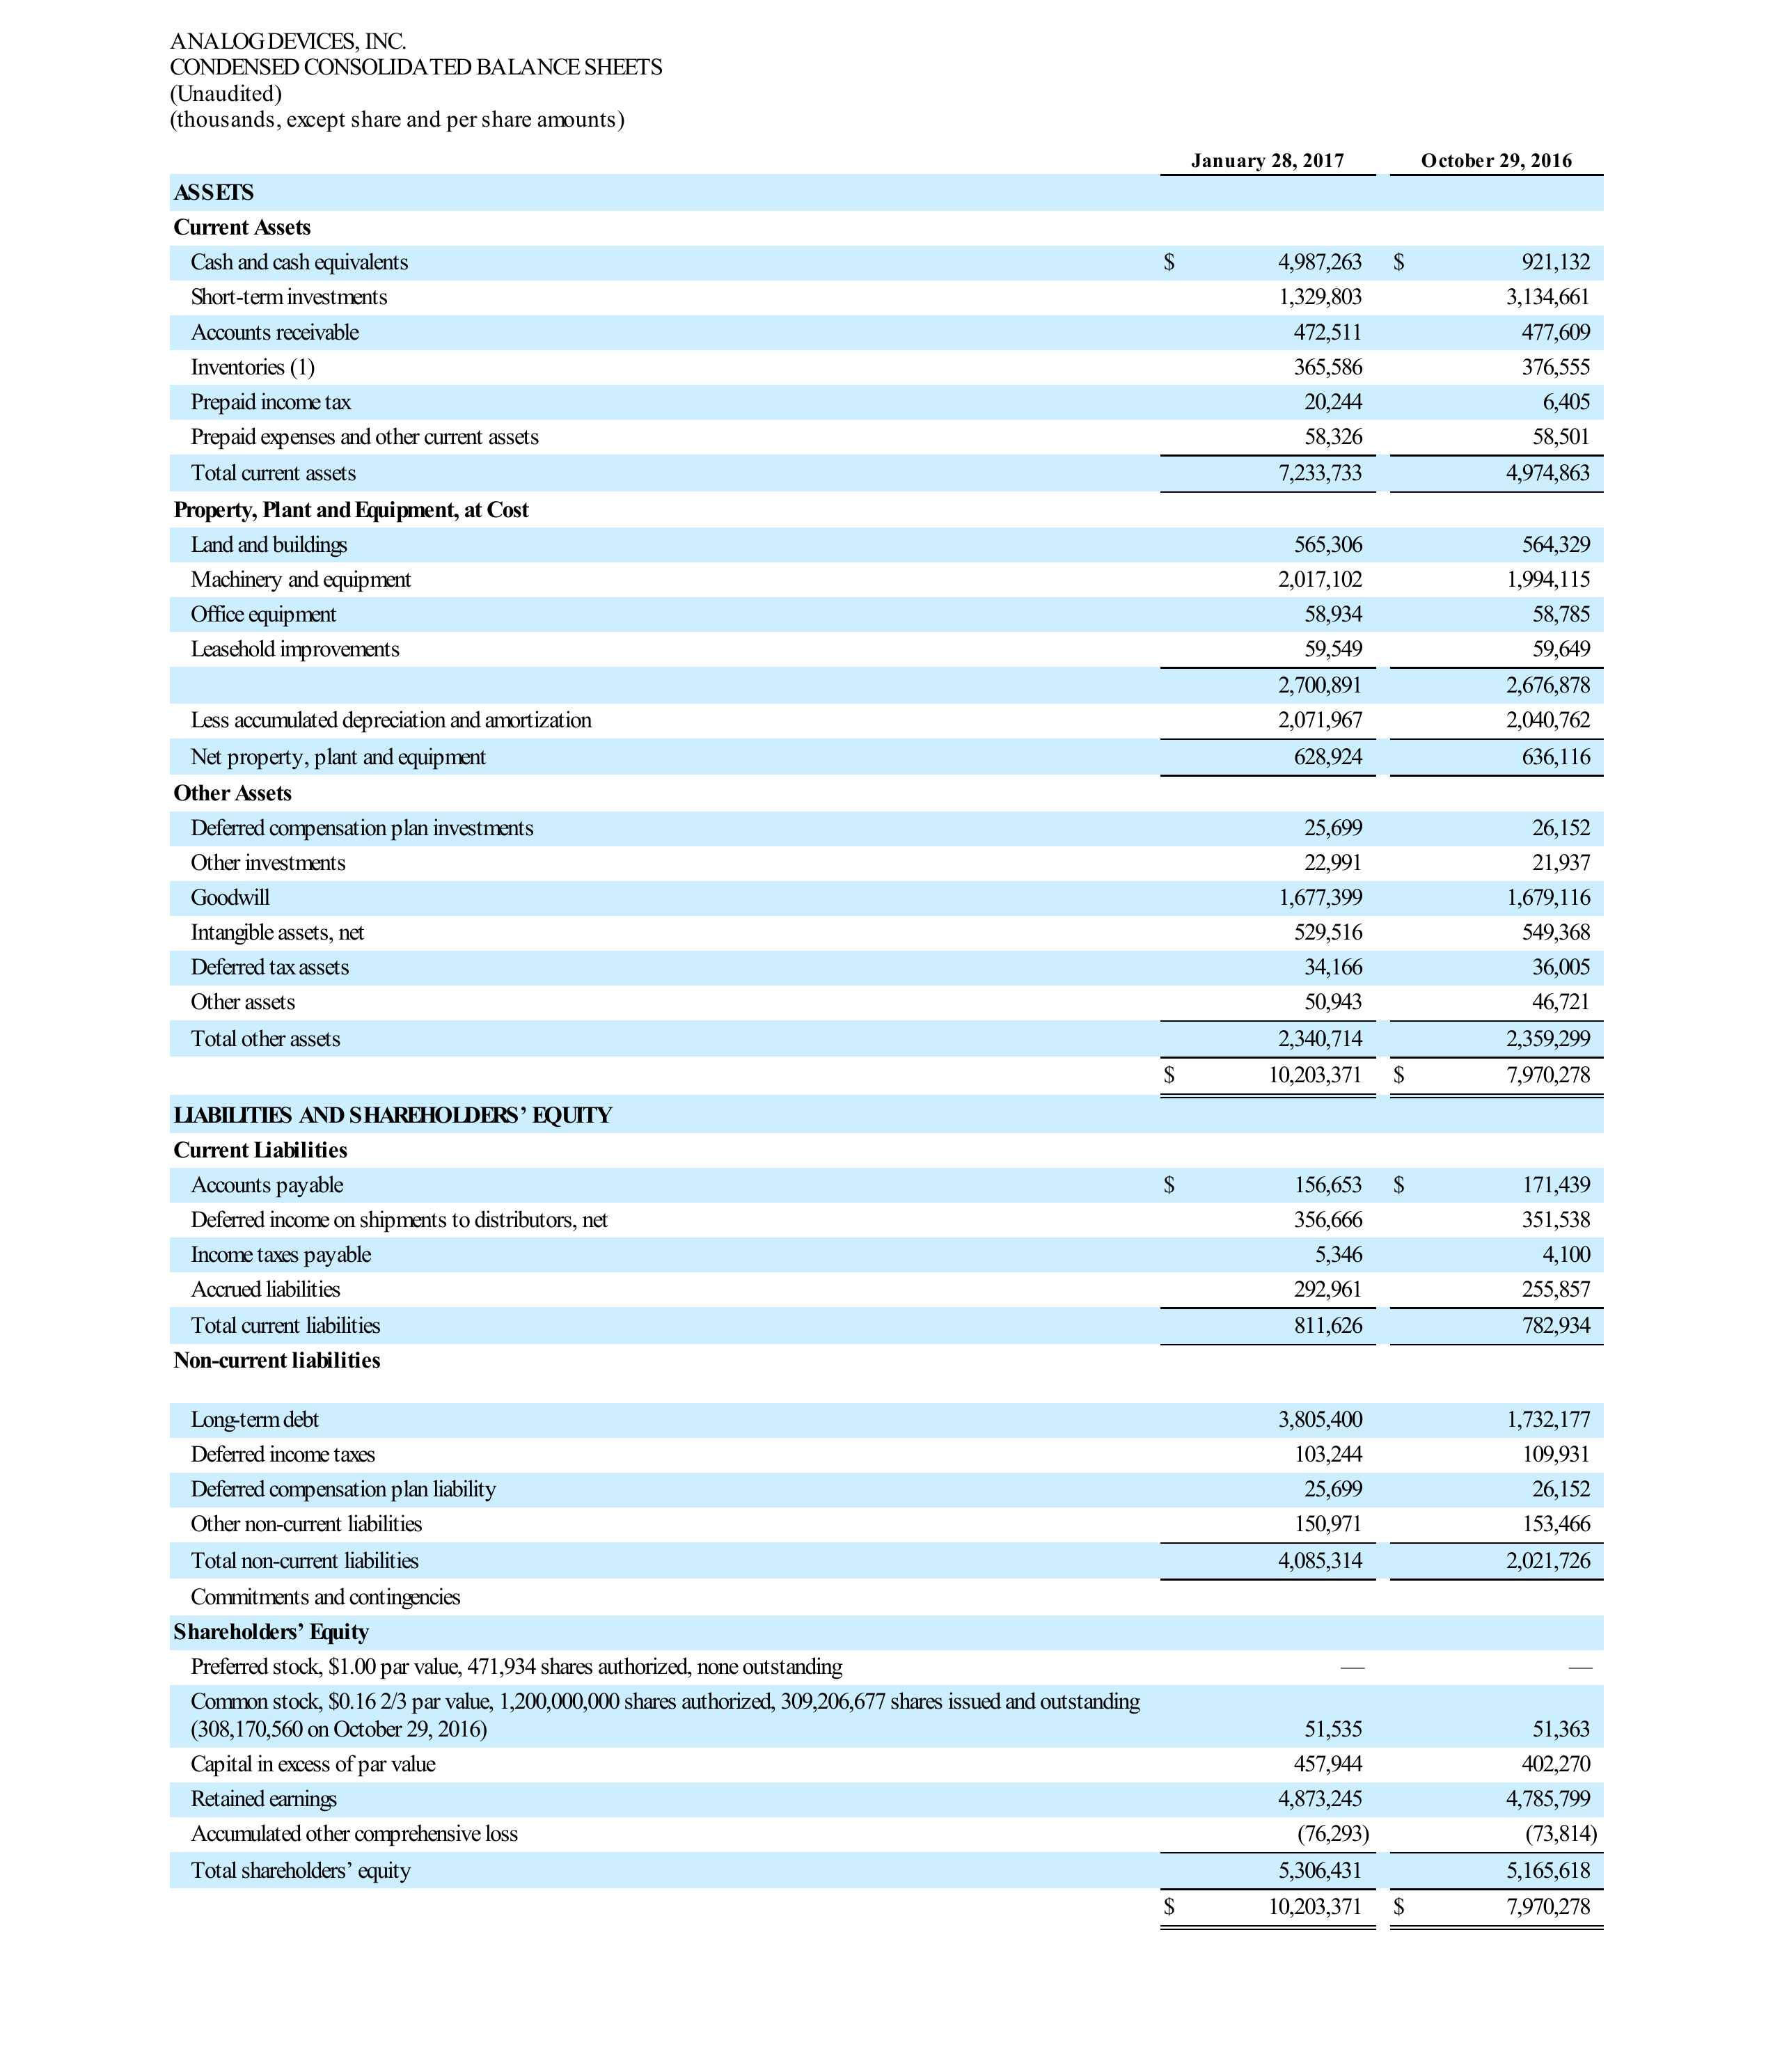 ANALOG DEVICES, INC.
CONDENSED CONSOLIDATED BALANCE SHEETS
(Unaudited)
(thousands, except share and per share amounts)
January 28, 2017 October 29, 2016
ASSETS
Current Assets
Cash and cash equivalents $ 4,987,263 $ 921,132
Short-term investments 1,329,803 3,134,661
Accounts receivable 472,511 477,609
Inventories (1) 365,586 376,555
Prepaid income tax 20,244 6,405
Prepaid expenses and other current assets 58,326 58,501
Total current assets 7,233,733 4,974,863
Property, Plant and Equipment, at Cost
Land and buildings 565,306 564,329
Machinery and equipment 2,017,102 1,994,115
Office equipment 58,934 58,785
Leasehold improvements 59,549 59,649
2,700,891 2,676,878
Less accumulated depreciation and amortization 2,071,967 2,040,762
Net property, plant and equipment 628,924 636,116
Other Assets
Deferred compensation plan investments 25,699 26,152
Other investments 22,991 21,937
Goodwill 1,677,399 1,679,116
Intangible assets, net 529,516 549,368
Deferred tax assets 34,166 36,005
Other assets 50,943 46,721
Total other assets 2,340,714 2,359,299
$ 10,203,371 $ 7,970,278
LIABILITIES AND SHAREHOLDERS’ EQUITY
Current Liabilities
Accounts payable $ 156,653 $ 171,439
Deferred income on shipments to distributors, net 356,666 351,538
Income taxes payable 5,346 4,100
Accrued liabilities 292,961 255,857
Total current liabilities 811,626 782,934
Non-current liabilities
Long-term debt 3,805,400 1,732,177
Deferred income taxes 103,244 109,931
Deferred compensation plan liability 25,699 26,152
Other non-current liabilities 150,971 153,466
Total non-current liabilities 4,085,314 2,021,726
Commitments and contingencies
Shareholders’ Equity
Preferred stock, $1.00 par value, 471,934 shares authorized, none outstanding — —
Common stock, $0.16 2/3 par value, 1,200,000,000 shares authorized, 309,206,677 shares issued and outstanding
(308,170,560 on October 29, 2016) 51,535 51,363
Capital in excess of par value 457,944 402,270
Retained earnings 4,873,245 4,785,799
Accumulated other comprehensive loss (76,293) (73,814)
Total shareholders’ equity 5,306,431 5,165,618
$ 10,203,371 $ 7,970,278